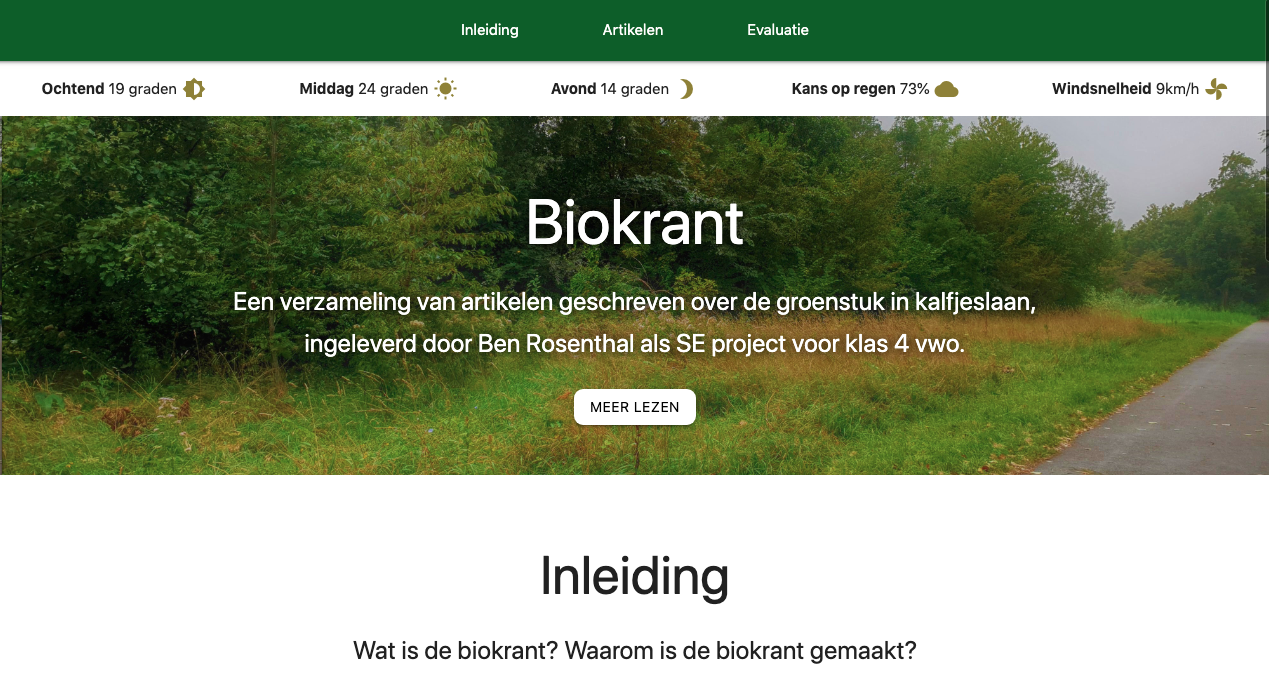 Inleiding Artikelen Evaluatie
Ochtend 19 graden Middag 24 graden Avond 14 graden Kans op regen 73% Windsnelheid 9km/h
Biokrant
Een verzameling van artikelen geschreven over de groenstuk in kalfjeslaan,
ingeleverd door Ben Rosenthal als SE project voor klas 4 vwo.
MEER LEZEN
Inleiding
Wat is de biokrant? Waarom is de biokrant gemaakt?